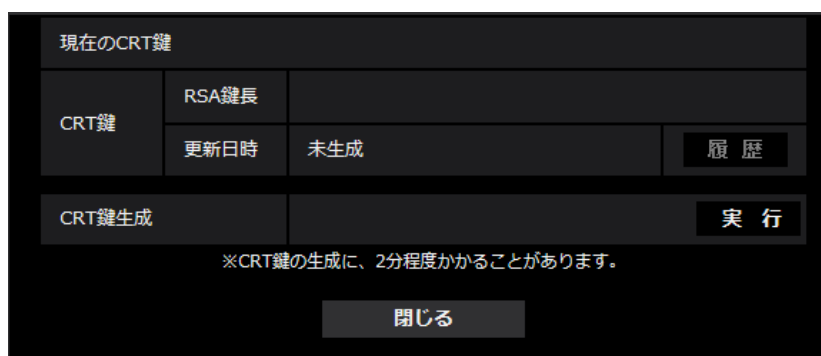 現在のCRT鍵
CRT鍵
RSA鍵長
更新日時 未生成 履歴
CRT鍵生成 実行
※CRT鍵の生成に、2分程度かかることがあります。
閉じる